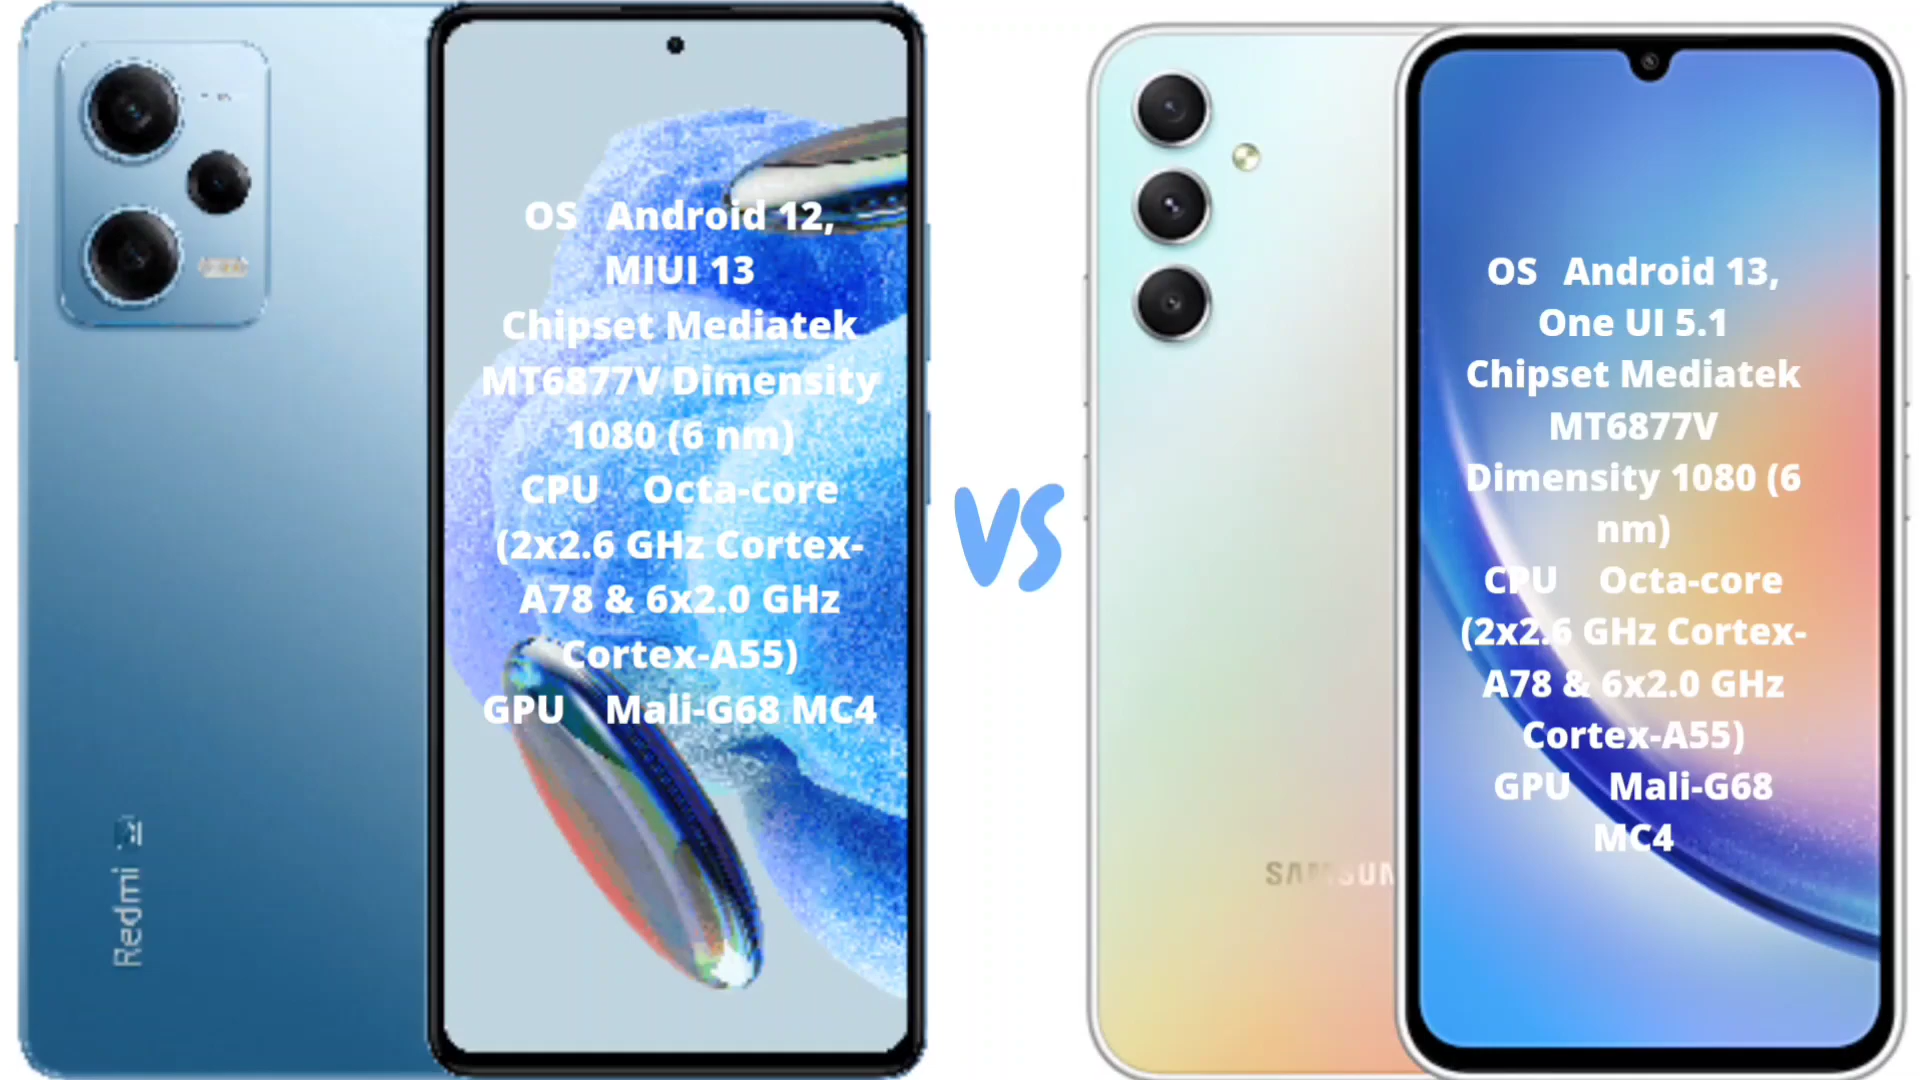 OS Android 12,
MIUI 13
Chipset Mediatek
MT6877V Dimensity
1080 (6 nm)
CPU Octa-core
(2x2.6 GHz Cortex-
A78 & 6x2.0 GHz
Cortex-A55)
GPU Mali-G68 MC4
Redmi
VS
OS Android 13,
One UI 5.1
Chipset Mediatek
MT6877V
Dimensity 1080 (6
nm)
CPU Octa-core
(2x2.6 GHz Cortex-
A78 & 6x2.0 GHz
Cortex-A55)
GPU Mali-G68
MC4
SAMSUN